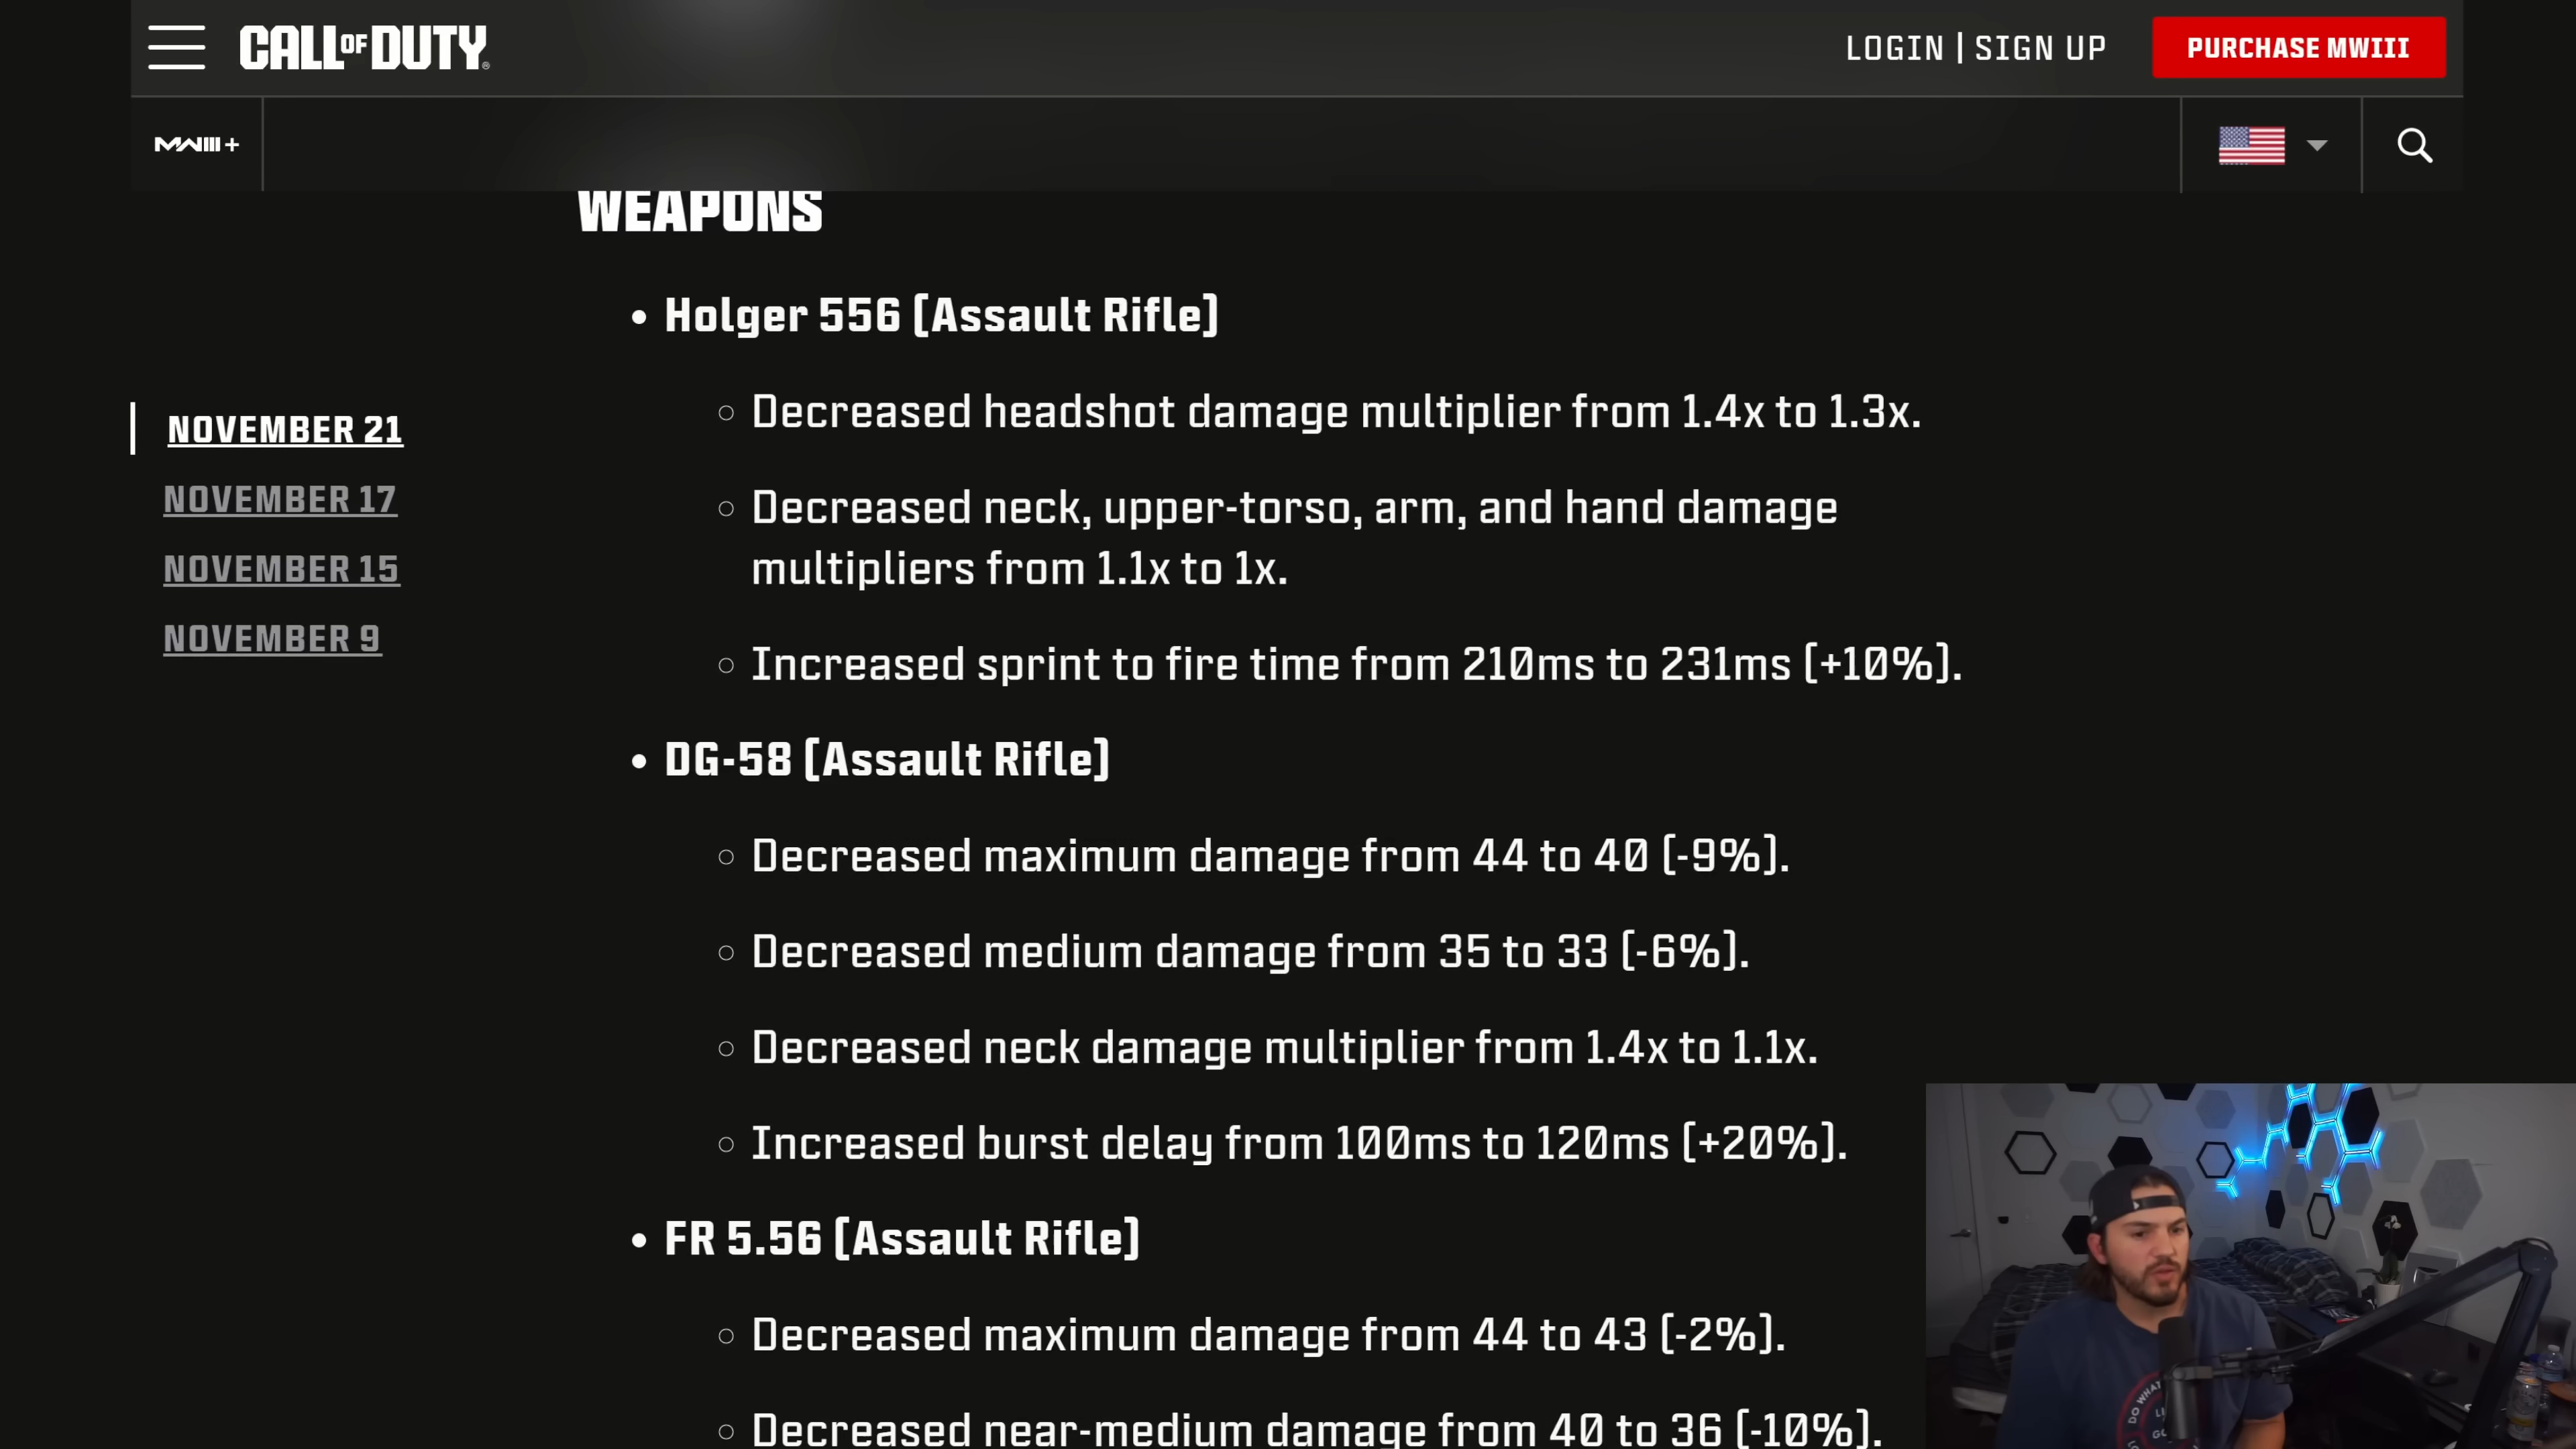 CALL OF DUTY
LOGIN | SIGN UP
PURCHASE MWIII
MWIII +
WEAPONS
NOVEMBER 21
NOVEMBER 17
NOVEMBER 15
NOVEMBER 9
• Holger 556 [Assault Rifle]
○ Decreased headshot damage multiplier from 1.4x to 1.3x.
○ Decreased neck, upper-torso, arm, and hand damage
multipliers from 1.1x to 1x.
○ Increased sprint to fire time from 210ms to 231ms [+10%].
• DG-58 [Assault Rifle]
○ Decreased maximum damage from 44 to 40 [-9%].
○ Decreased medium damage from 35 to 33 [-6%].
○ Decreased neck damage multiplier from 1.4x to 1.1x.
○ Increased burst delay from 100ms to 120ms [+20%].
• FR 5.56 [Assault Rifle]
○ Decreased maximum damage from 44 to 43 [-2%].
○ Decreased near-medium damage from 40 to 36 [-10%].
DO WHAT